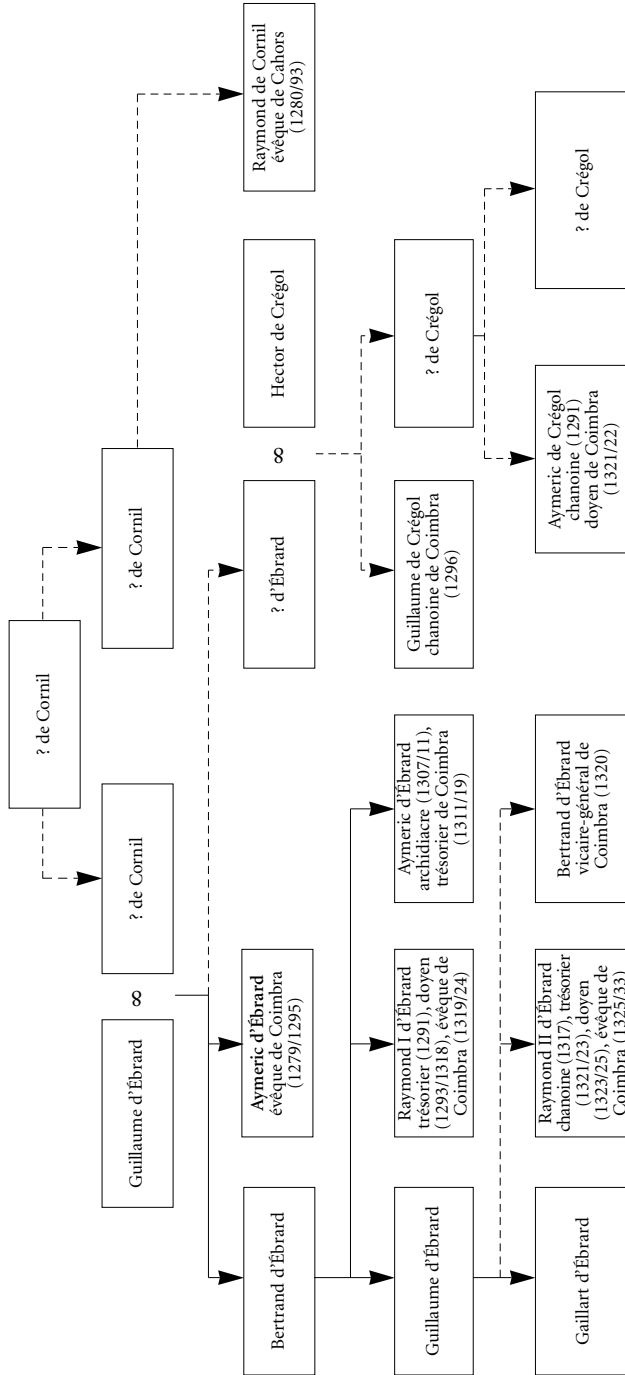 ? de Cornil
Guillaume d'Ébrard
∞
? de Cornil
? de Cornil
Bertrand d'Ébrard
Aymeric d'Ébrard
évêque de Coimbra
(1279/1295)
? d'Ébrard
∞
Hector de Crégol
Raymond de Cornil
évêque de Cahors
(1280/93)
Guillaume d'Ébrard
Raymond I d'Ébrard
trésorier (1291), doyen
(1293/1318), évêque de
Coimbra (1319/24)
Aymeric d'Ébrard
archidiacre (1307/11),
trésorier de Coimbra
(1311/19)
Guillaume de Crégol
chanoine de Coimbra
(1296)
? de Crégol
Gaillart d'Ébrard
Raymond II d'Ébrard
chanoine (1317), trésorier
(1321/23), doyen
(1323/25), évêque de
Coimbra (1325/33)
Bertrand d'Ébrard
vicaire-général de
Coimbra (1320)
Aymeric de Crégol
chanoine (1291)
doyen de Coimbra
(1321/22)
? de Crégol